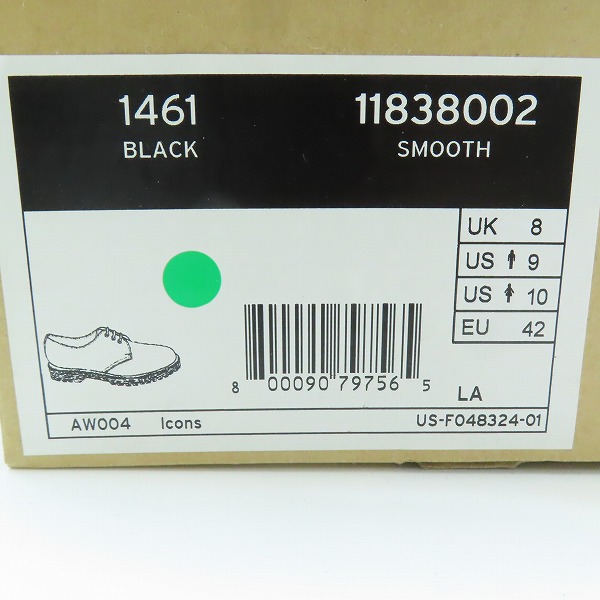 1461 11838002
BLACK SMOOTH
UK 8
US 9
US 10
EU 42
8 00090 79756 5
LA
AW004 Icons US-F048324-01